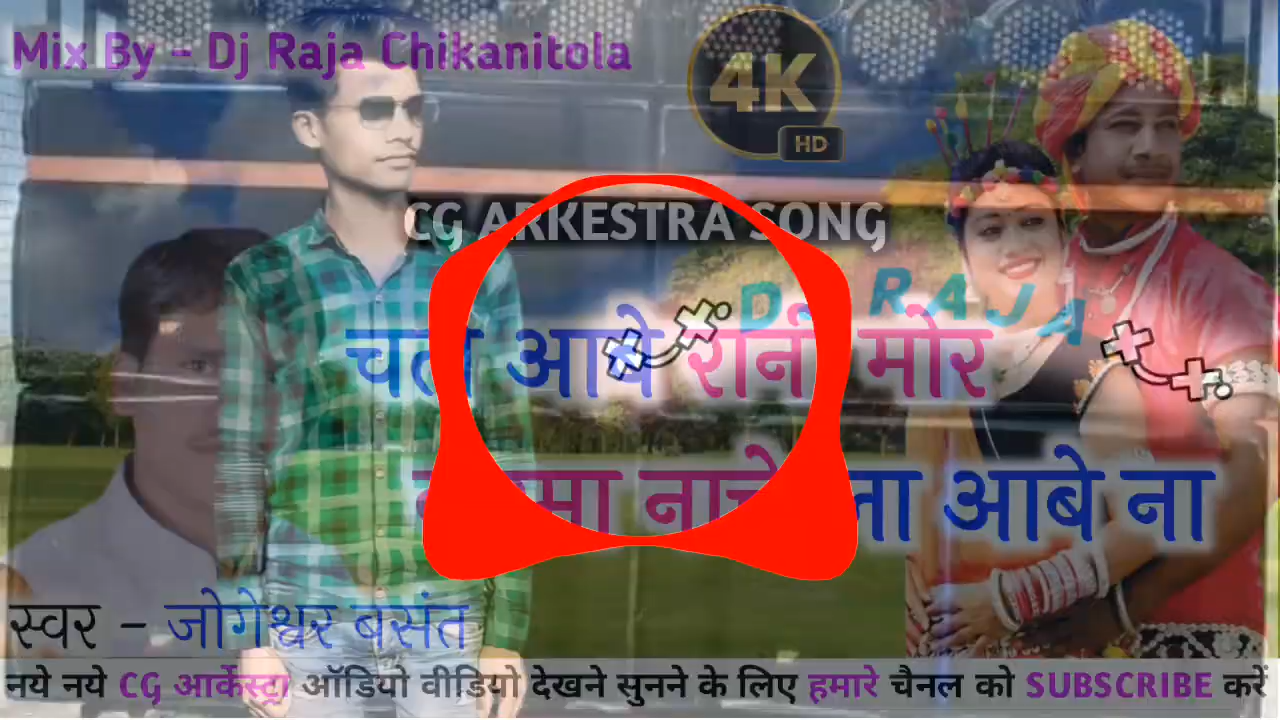 Mix By - Dj Raja Chikanitola
4K
HD
CG ARKESTRA SONG
DJ RAJA
चल आबे रानी मोर
नाचे आबे ना
स्वर - जोगेश्वर बसंत
नये नये CG आर्केस्ट्रा ऑडियो वीडियो देखने सुनने के लिए हमारे चैनल को SUBSCRIBE करें